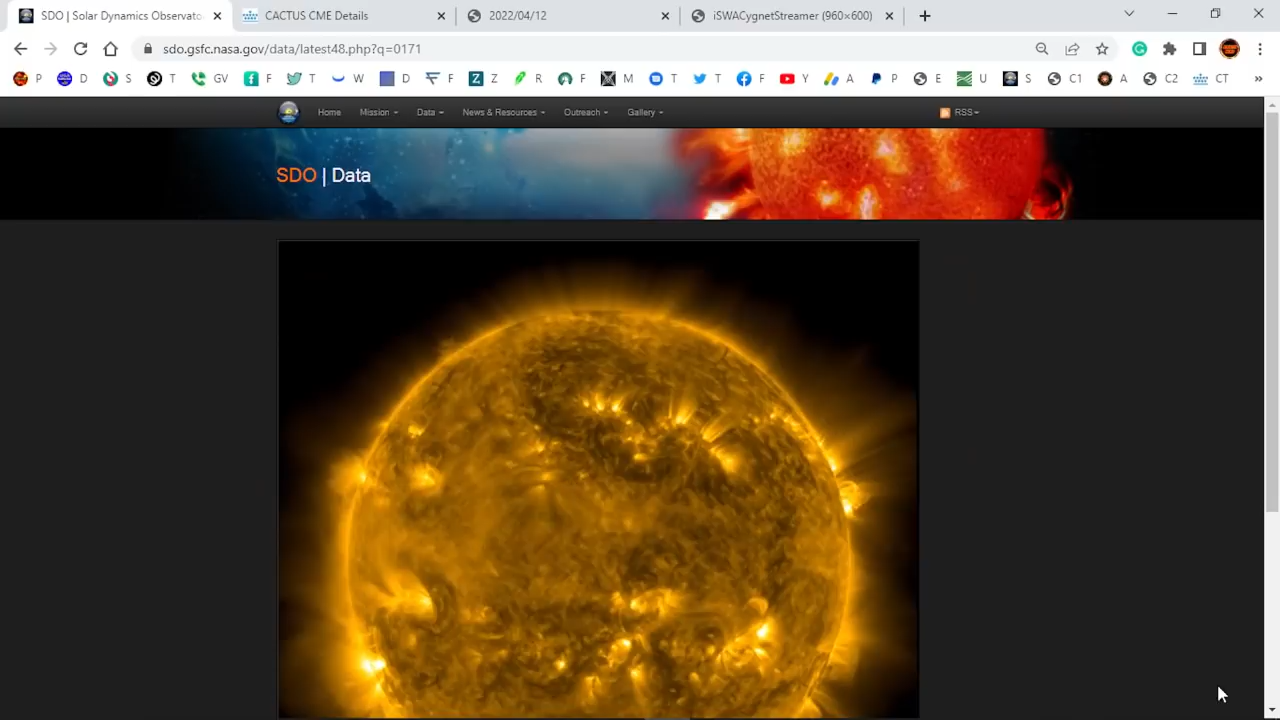 SDO | Solar Dynamics Observato
CACTUS CME Details
2022/04/12
iSWACygnetStreamer (960×600)
sdo.gsfc.nasa.gov/data/latest48.php?q=0171
P D S T GV F T W D F Z R F M T T F Y A P E U S C1 A C2 CT »
Home Mission Data News & Resources Outreach Gallery RSS
SDO | Data